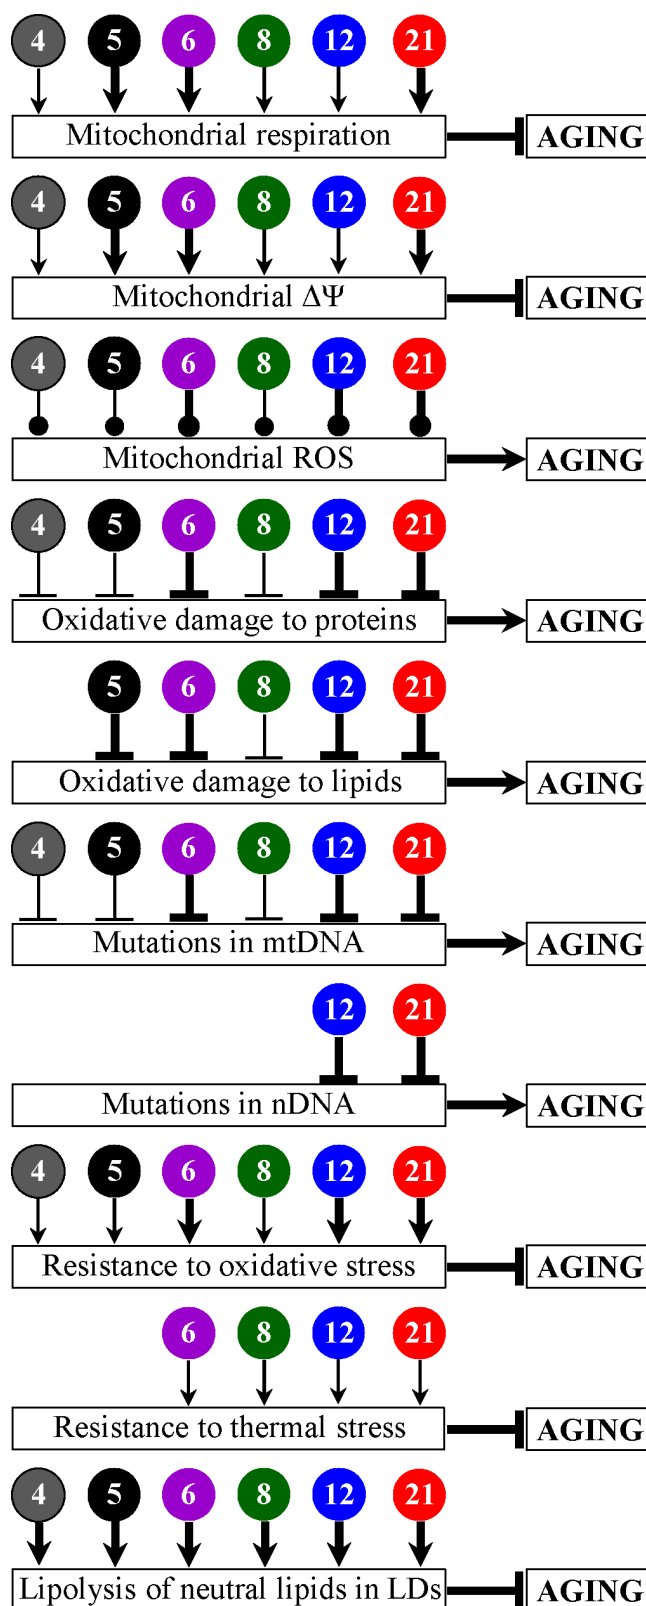 4 5 6 8 12 21
Mitochondrial respiration AGING
4 5 6 8 12 21
Mitochondrial ΔΨ AGING
4 5 6 8 12 21
Mitochondrial ROS AGING
4 5 6 8 12 21
Oxidative damage to proteins AGING
5 6 8 12 21
Oxidative damage to lipids AGING
4 5 6 8 12 21
Mutations in mtDNA AGING
12 21
Mutations in nDNA AGING
4 5 6 8 12 21
Resistance to oxidative stress AGING
6 8 12 21
Resistance to thermal stress AGING
4 5 6 8 12 21
Lipolysis of neutral lipids in LDs AGING